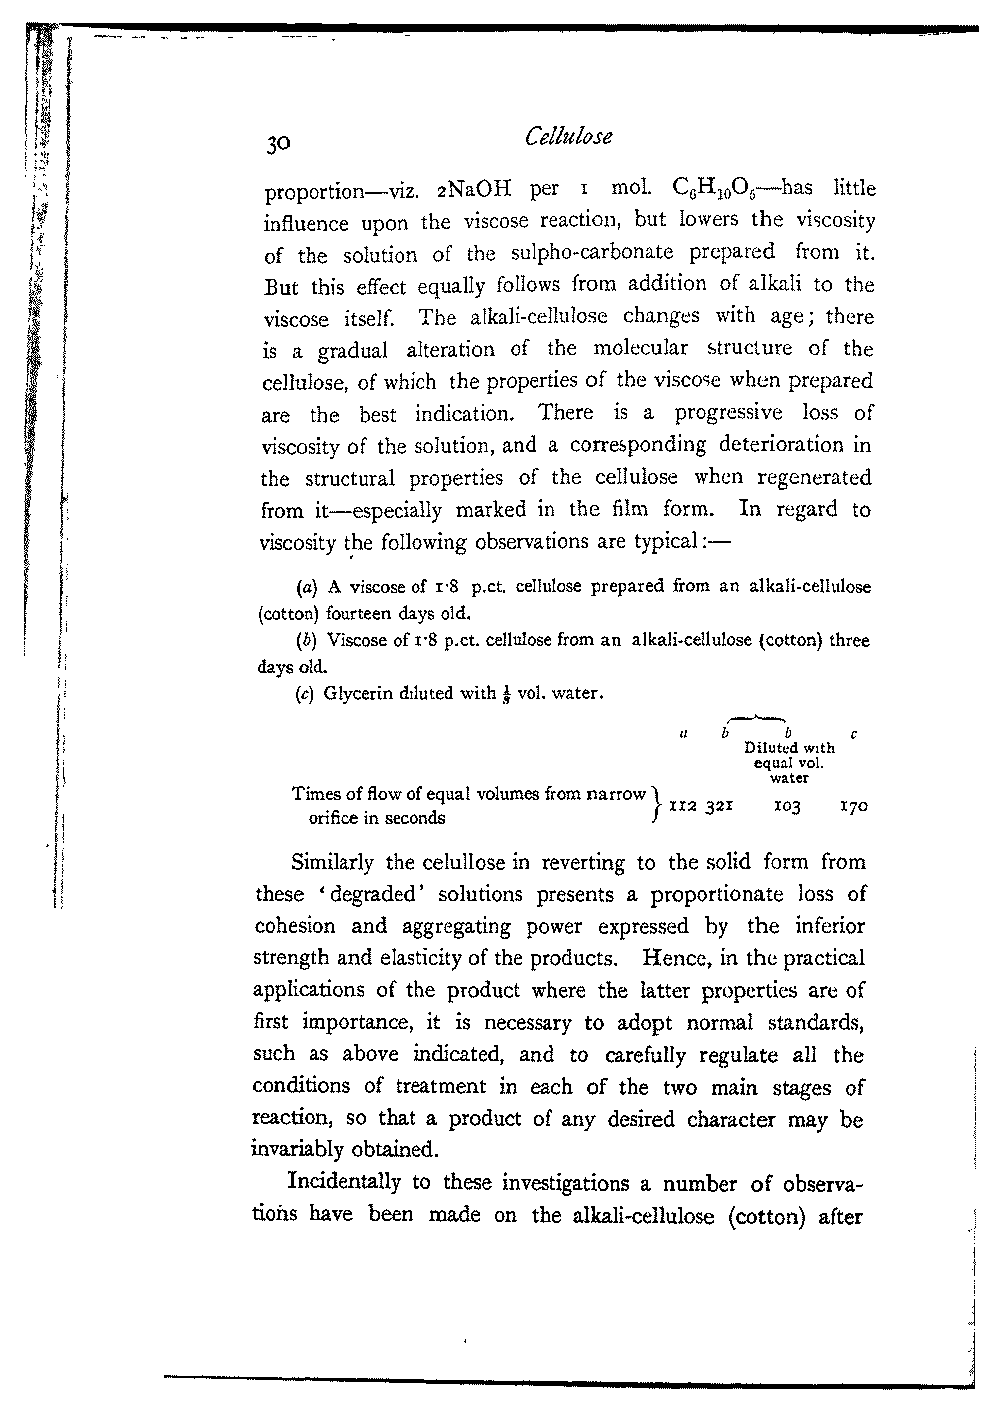 30 Cellulose
proportion—viz. 2NaOH per 1 mol. C₆H₁₀O₅—has little
influence upon the viscose reaction, but lowers the viscosity
of the solution of the sulpho-carbonate prepared from it.
But this effect equally follows from addition of alkali to the
viscose itself. The alkali-cellulose changes with age; there
is a gradual alteration of the molecular structure of the
cellulose, of which the properties of the viscose when prepared
are the best indication. There is a progressive loss of
viscosity of the solution, and a corresponding deterioration in
the structural properties of the cellulose when regenerated
from it—especially marked in the film form. In regard to
viscosity the following observations are typical:—
(a) A viscose of 1·8 p.ct. cellulose prepared from an alkali-cellulose
(cotton) fourteen days old.
(b) Viscose of 1·8 p.ct. cellulose from an alkali-cellulose (cotton) three
days old.
(c) Glycerin diluted with vol. water.
a b b c
Diluted with
equal vol.
water
Times of flow of equal volumes from narrow } 112 321 103 170
orifice in seconds
Similarly the celullose in reverting to the solid form from
these ‘degraded’ solutions presents a proportionate loss of
cohesion and aggregating power expressed by the inferior
strength and elasticity of the products. Hence, in the practical
applications of the product where the latter properties are of
first importance, it is necessary to adopt normal standards,
such as above indicated, and to carefully regulate all the
conditions of treatment in each of the two main stages of
reaction, so that a product of any desired character may be
invariably obtained.
Incidentally to these investigations a number of observa-
tions have been made on the alkali-cellulose (cotton) after